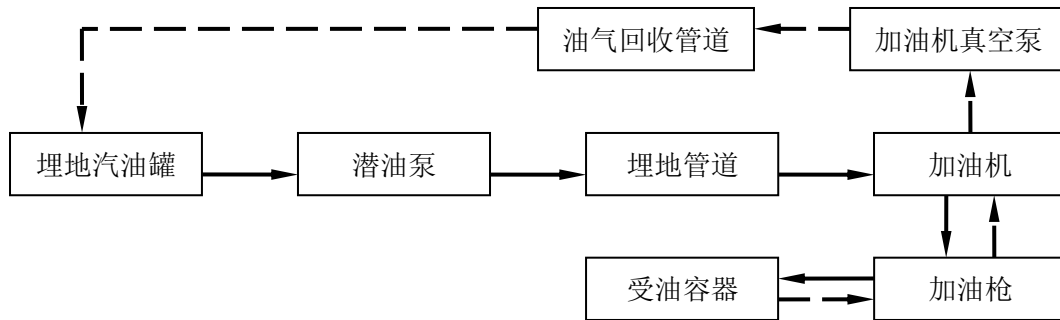 油气回收管道
加油机真空泵
埋地汽油罐
潜油泵
埋地管道
加油机
受油容器
加油枪